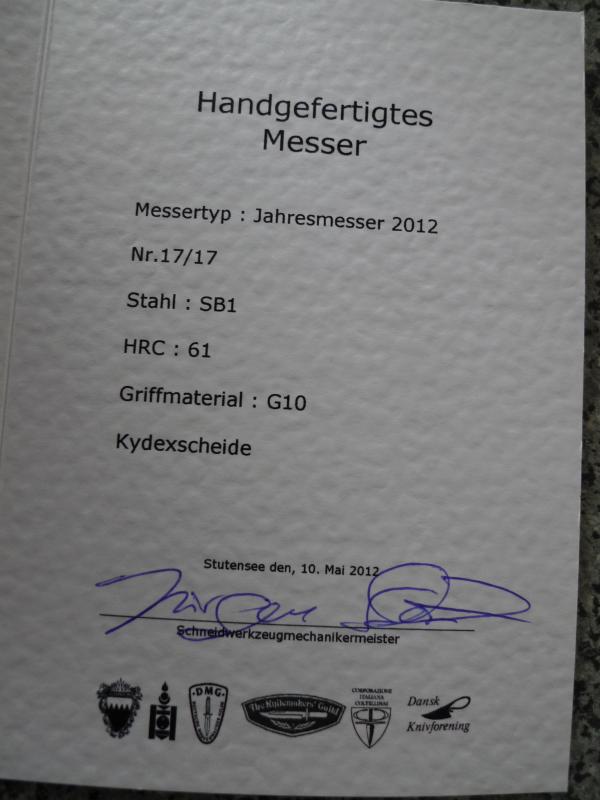 Handgefertigtes
Messer
Messertyp : Jahresmesser 2012
Nr.17/17
Stahl : SB1
HRC : 61
Griffmaterial : G10
Kydexscheide
Stutensee den, 10. Mai 2012
Jürgen
Schneidwerkzeugmechanikermeister
DMG
The Knifemakers' Guild
CORPORAZIONE
ITALIANA
COLTELLINAI
Dansk
Knivforening